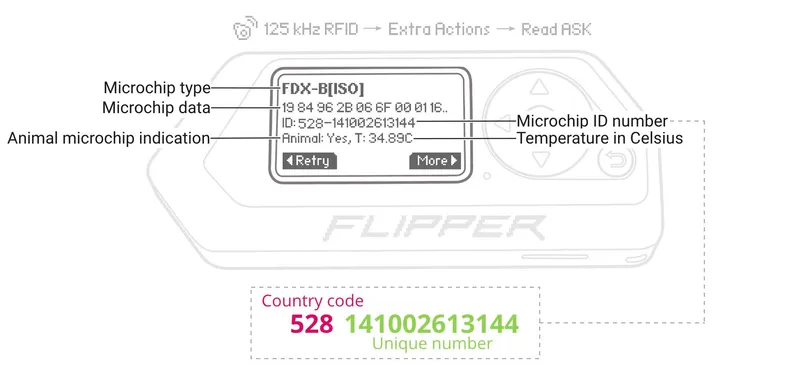 125 kHz RFID → Extra Actions → Read ASK
Microchip type
Microchip data
Animal microchip indication
FDX-B[ISO]
19 84 96 2B 06 6F 00 01 16..
ID: 528-141002613144
Animal: Yes, T: 34.89C
Retry
More
Microchip ID number
Temperature in Celsius
FLIPPER
Country code
528 141002613144
Unique number